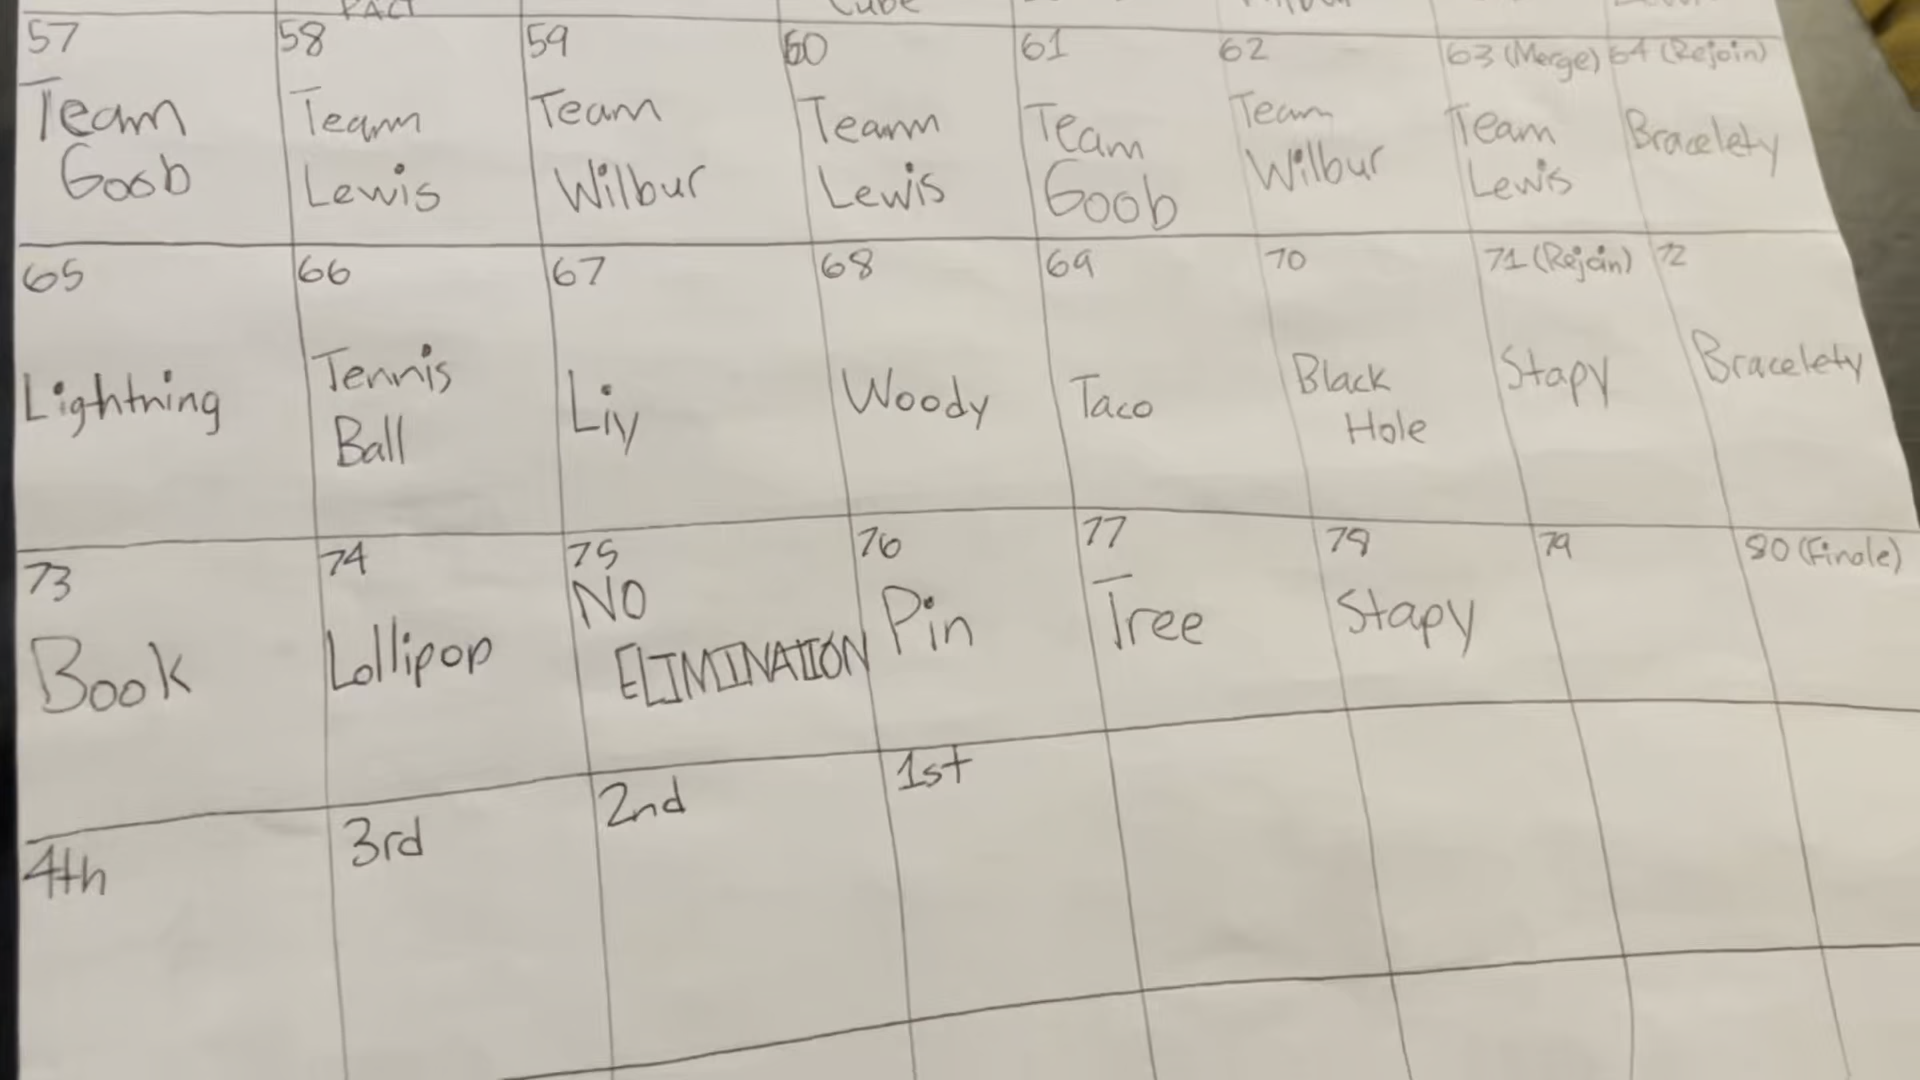 PACT
Cube
57
58
59
60
61
62
63 (Merge)
64 (Rejoin)
Team
Goob
Team
Lewis
Team
Wilbur
Team
Lewis
Team
Goob
Team
Wilbur
Team
Lewis
Bracelety
65
66
67
68
69
70
71 (Rejoin)
72
Lightning
Tennis
Ball
Liy
Woody
Taco
Black
Hole
Stapy
Bracelety
73
74
75
76
77
78
79
80 (Finale)
Book
Lollipop
NO
ELIMINATION
Pin
Tree
Stapy
4th
3rd
2nd
1st